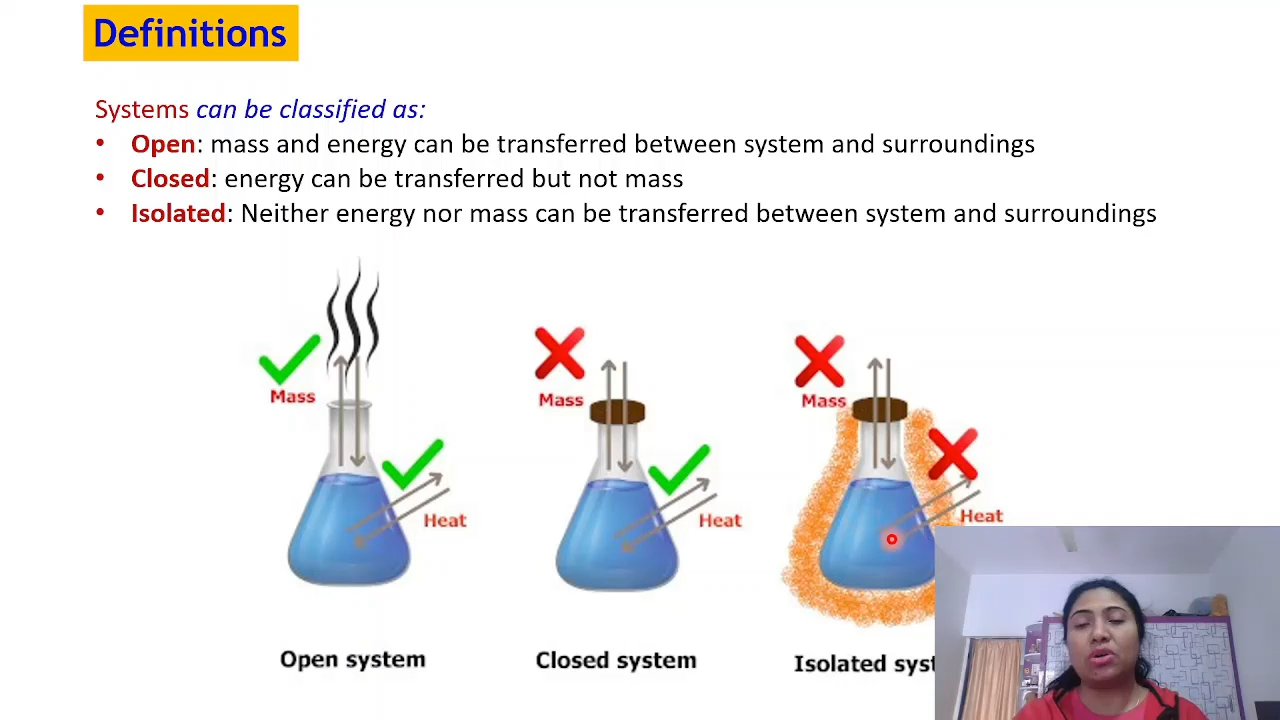 Definitions
Systems can be classified as:
• Open: mass and energy can be transferred between system and surroundings
• Closed: energy can be transferred but not mass
• Isolated: Neither energy nor mass can be transferred between system and surroundings
Mass
Heat
Mass
Heat
Mass
Heat
Open system
Closed system
Isolated syst